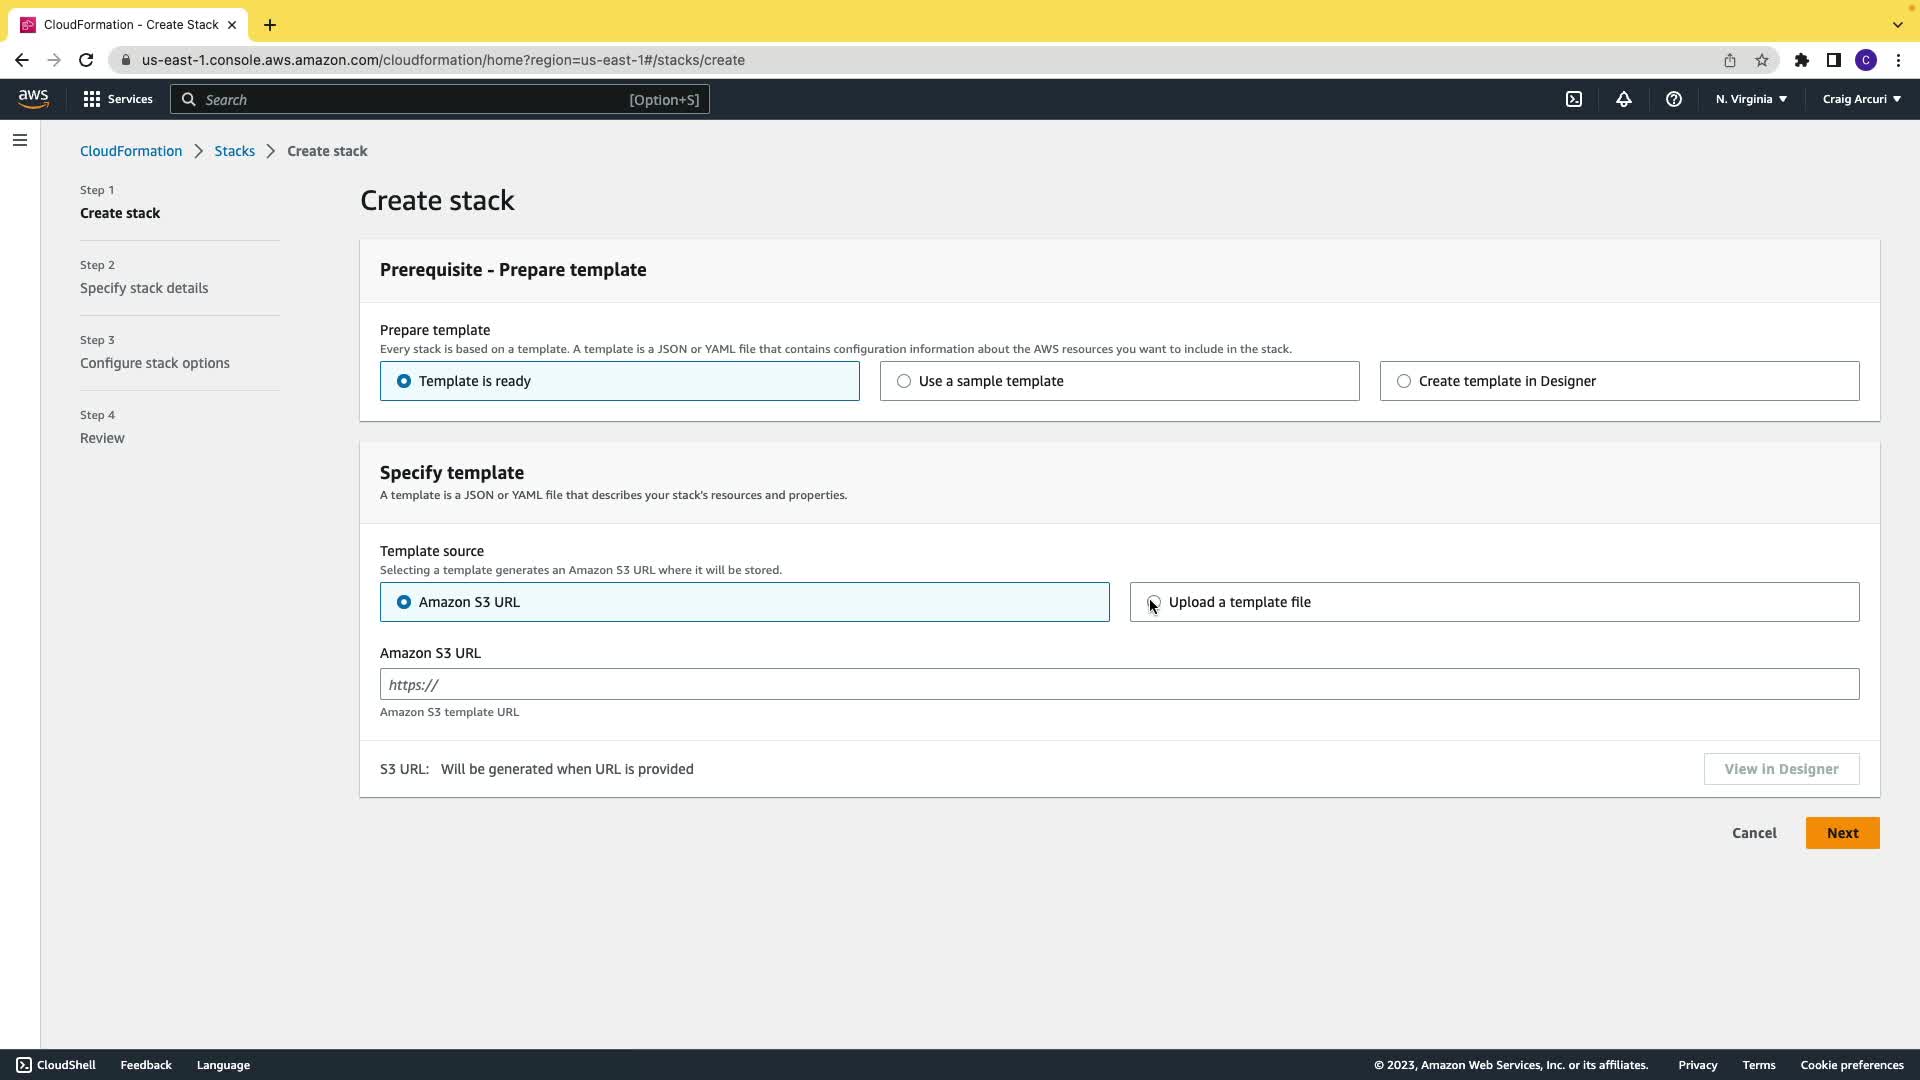 CloudFormation - Create Stack
us-east-1.console.aws.amazon.com/cloudformation/home?region=us-east-1#/stacks/create
C
aws
Services
Search
[Option+S]
N. Virginia
Craig Arcuri
CloudFormation
Stacks
Create stack
Step 1
Create stack
Step 2
Specify stack details
Step 3
Configure stack options
Step 4
Review
Create stack
Prerequisite - Prepare template
Prepare template
Every stack is based on a template. A template is a JSON or YAML file that contains configuration information about the AWS resources you want to include in the stack.
Template is ready
Use a sample template
Create template in Designer
Specify template
A template is a JSON or YAML file that describes your stack's resources and properties.
Template source
Selecting a template generates an Amazon S3 URL where it will be stored.
Amazon S3 URL
Upload a template file
Amazon S3 URL
https://
Amazon S3 template URL
S3 URL: Will be generated when URL is provided
View in Designer
Cancel
Next
CloudShell
Feedback
Language
© 2023, Amazon Web Services, Inc. or its affiliates.
Privacy
Terms
Cookie preferences